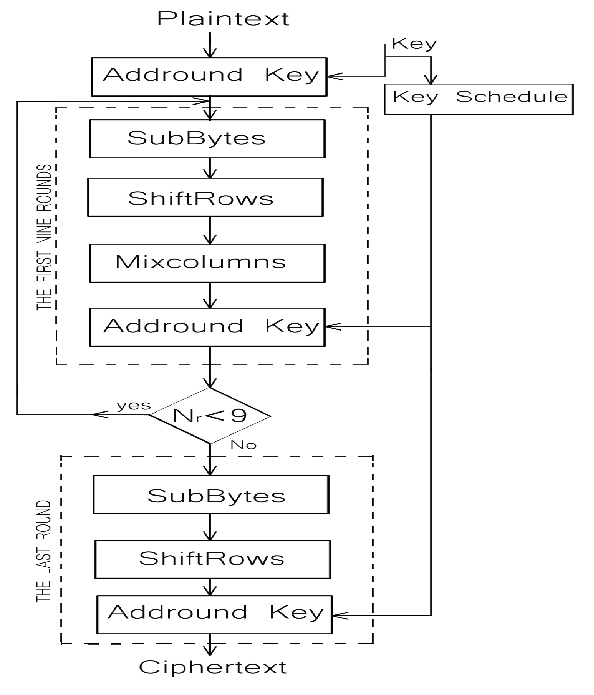 Plaintext
Key
Addround Key
Key Schedule
SubBytes
ShiftRows
Mixcolumns
Addround Key
THE FIRST NINE ROUNDS
yes
Nr<9
No
SubBytes
ShiftRows
Addround Key
THE LAST ROUND
Ciphertext